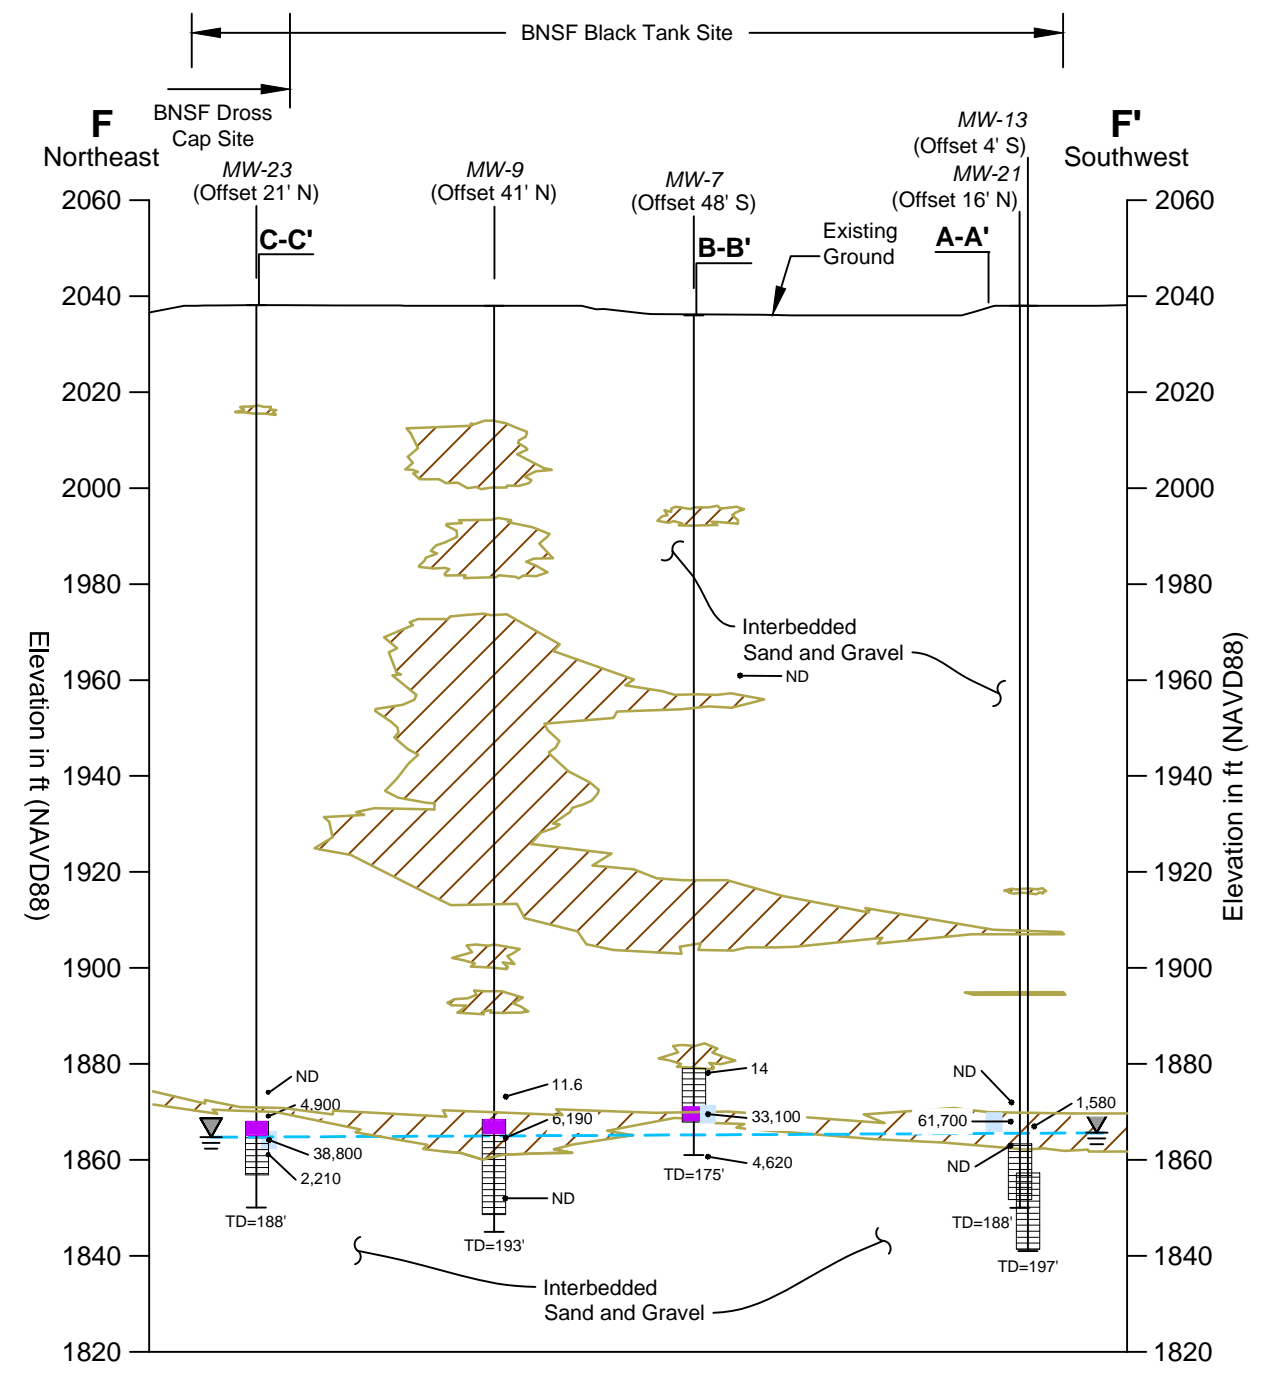 BNSF Black Tank Site
BNSF Dross
Cap Site
F
Northeast
F'
Southwest
MW-23
(Offset 21' N)
MW-9
(Offset 41' N)
MW-7
(Offset 48' S)
MW-13
(Offset 4' S)
MW-21
(Offset 16' N)
C-C'
B-B'
A-A'
Existing
Ground
2060
2040
2020
2000
1980
1960
1940
1920
1900
1880
1860
1840
1820
Elevation in ft (NAVD88)
2060
2040
2020
2000
1980
1960
1940
1920
1900
1880
1860
1840
1820
Elevation in ft (NAVD88)
Interbedded
Sand and Gravel
ND
ND
4,900
38,800
2,210
TD=188'
11.6
6,190
ND
TD=193'
14
33,100
4,620
TD=175'
ND
61,700
1,580
ND
TD=188'
TD=197'
Interbedded
Sand and Gravel